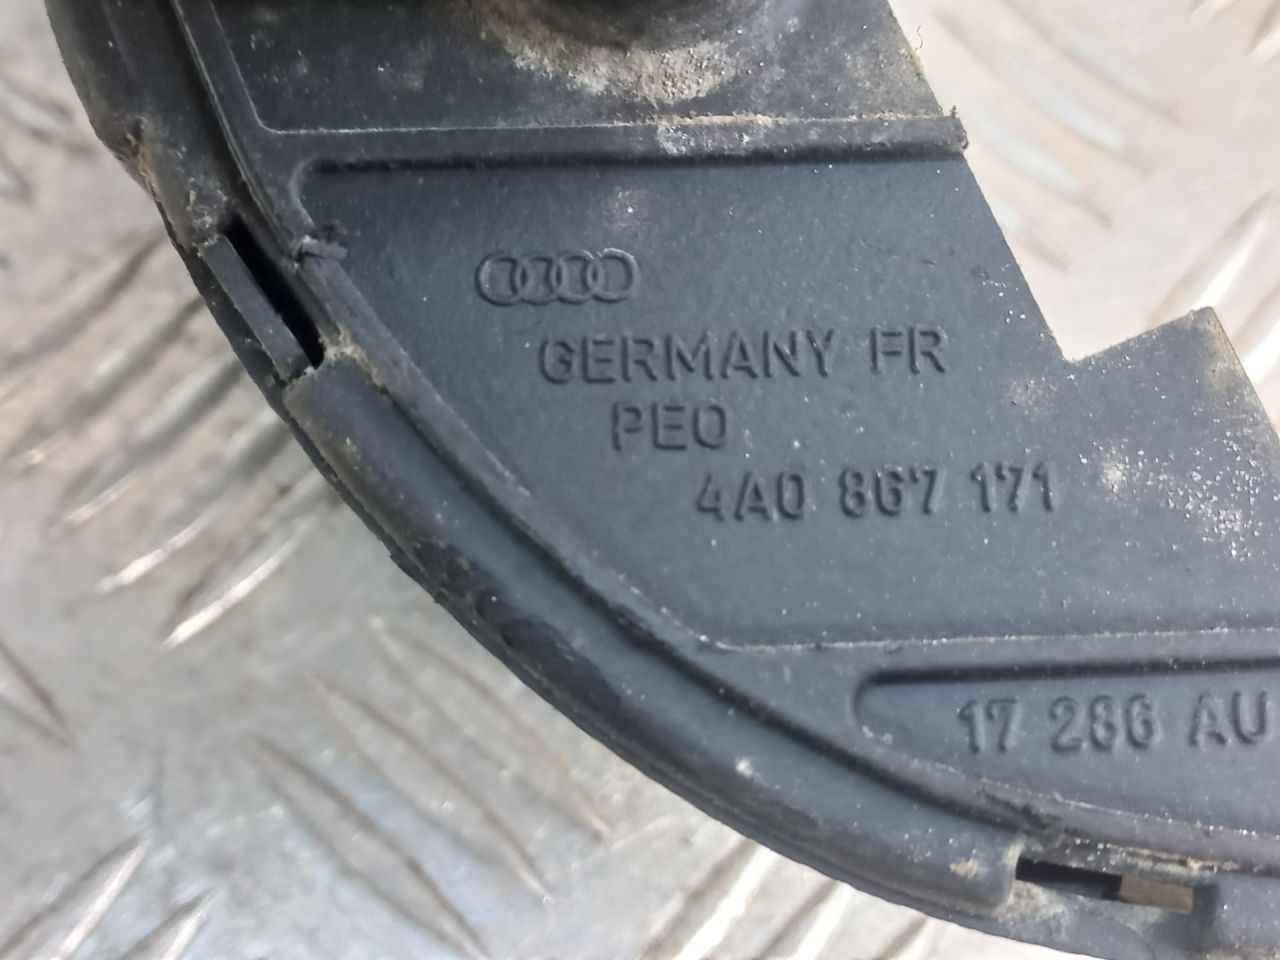 GERMANY FR
PEO
4A0 867 171
17 286 AU